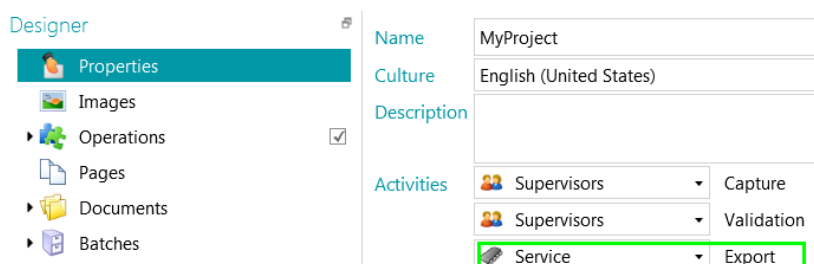 Designer
Properties
Images
Operations
Pages
Documents
Batches
Name MyProject
Culture English (United States)
Description
Activities Supervisors Capture
Supervisors Validation
Service Export